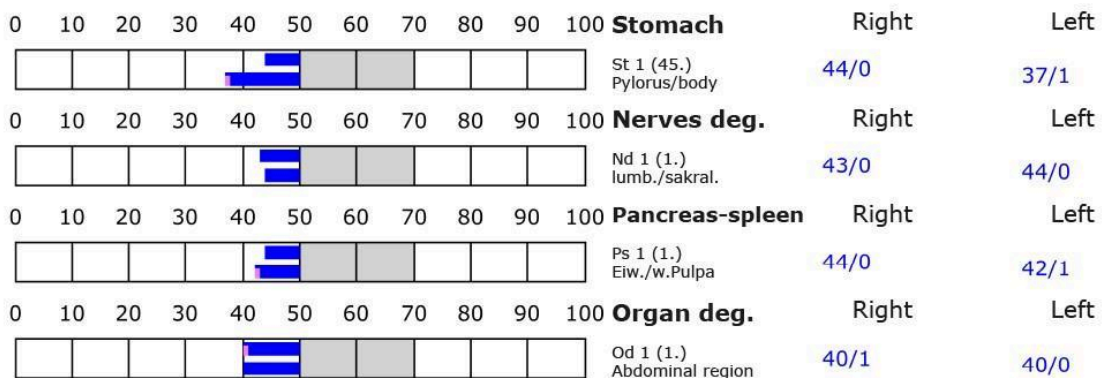 0 10 20 30 40 50 60 70 80 90 100 Stomach Right Left
St 1 (45.) 44/0 37/1
Pylorus/body
0 10 20 30 40 50 60 70 80 90 100 Nerves deg. Right Left
Nd 1 (1.) 43/0 44/0
lumb./sakral.
0 10 20 30 40 50 60 70 80 90 100 Pancreas-spleen Right Left
Ps 1 (1.) 44/0 42/1
Eiw./w.Pulpa
0 10 20 30 40 50 60 70 80 90 100 Organ deg. Right Left
Od 1 (1.) 40/1 40/0
Abdominal region